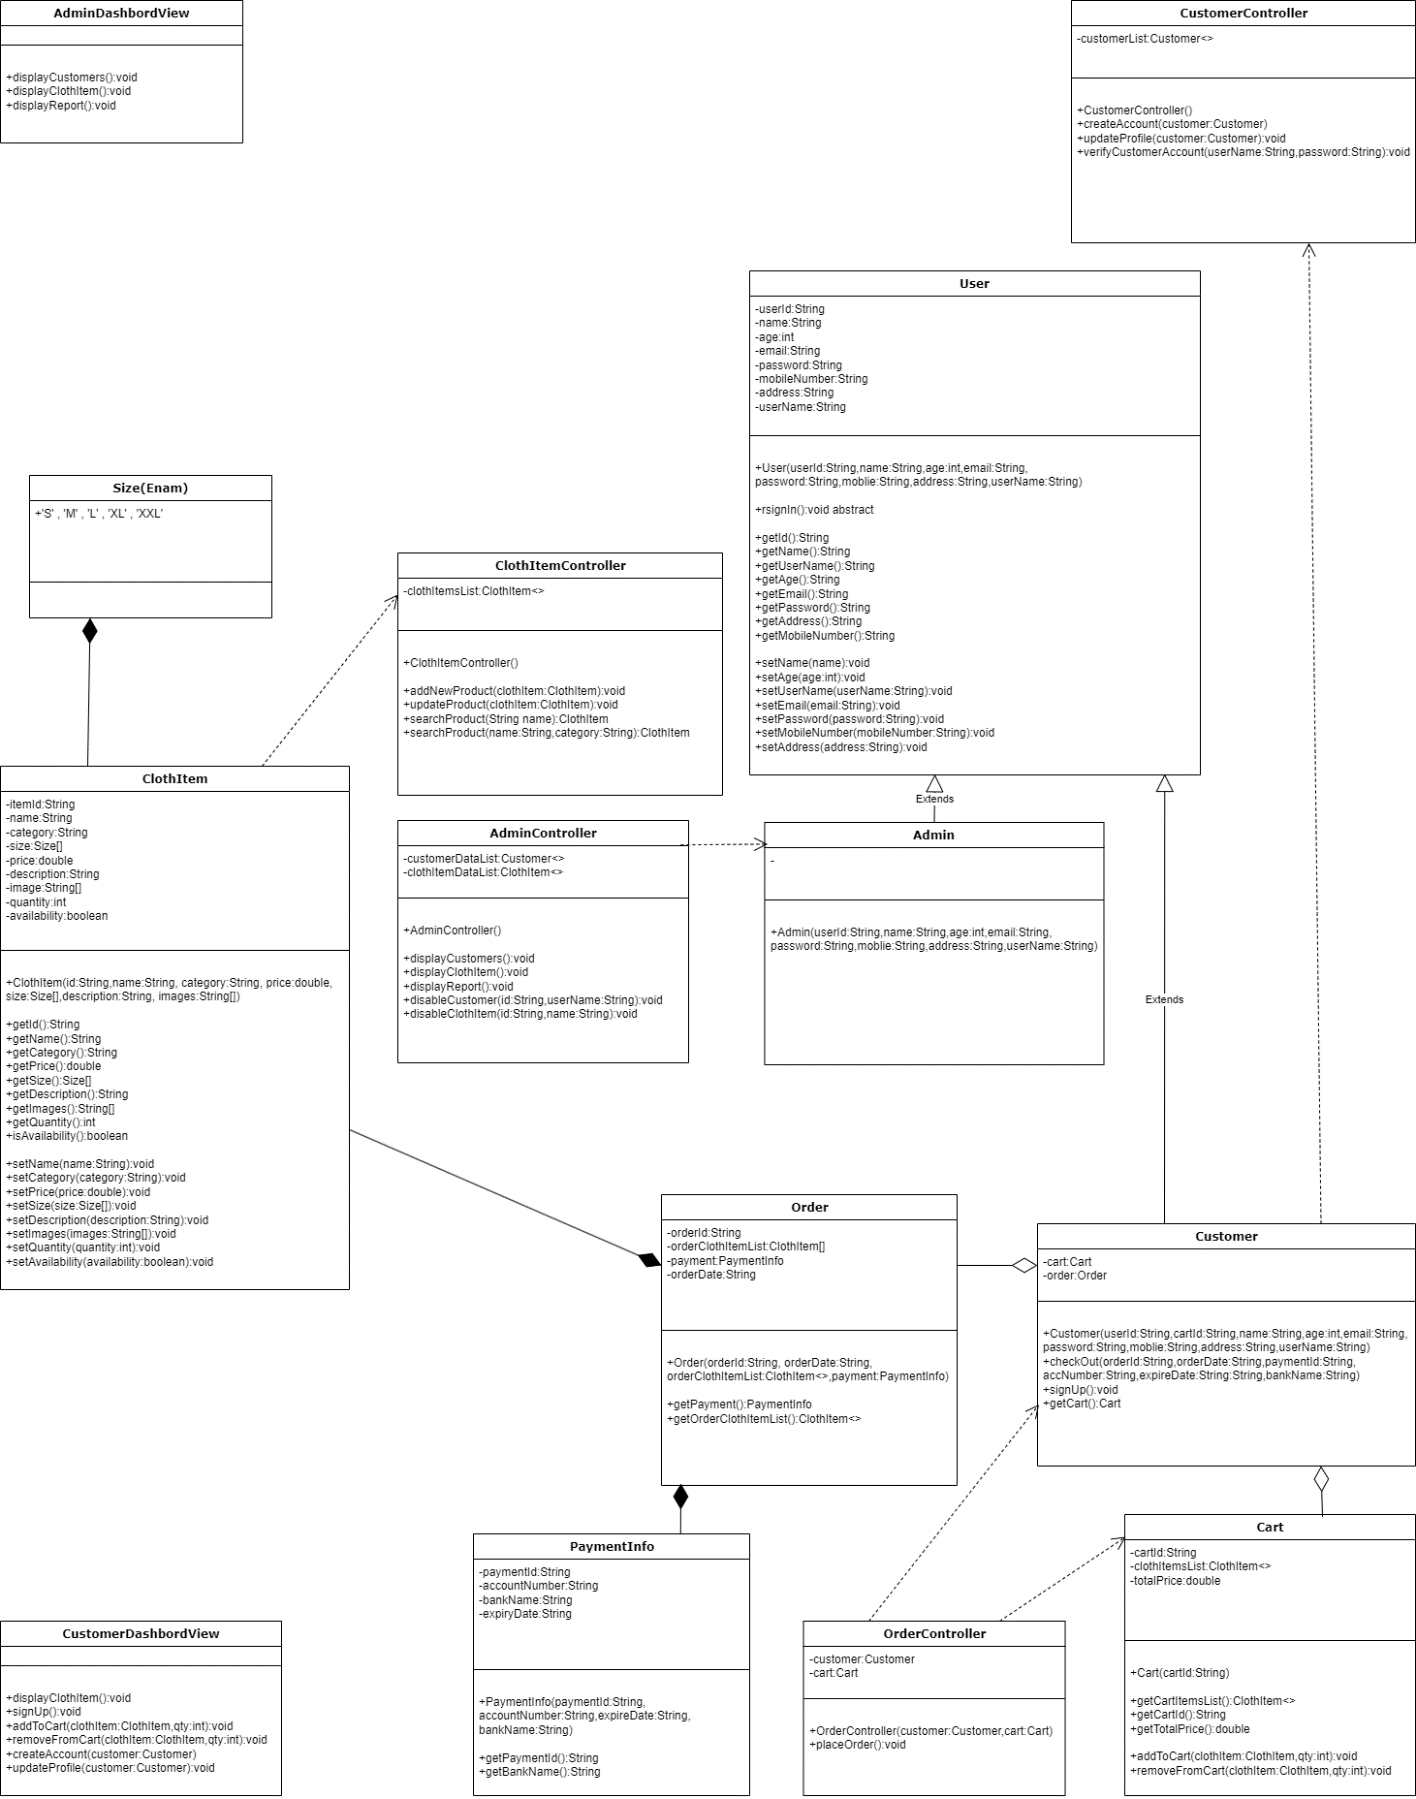 AdminDashbordView
+displayCustomers():void
+displayClothItem():void
+displayReport():void
CustomerController
-customerList:Customer<>
+CustomerController()
+createAccount(customer:Customer)
+updateProfile(customer:Customer):void
+verifyCustomerAccount(userName:String,password:String):void
User
-userId:String
-name:String
-age:int
-email:String
-password:String
-mobileNumber:String
-address:String
-userName:String
+User(userId:String,name:String,age:int,email:String,
password:String,moblie:String,address:String,userName:String)
+rsignIn():void abstract
+getId():String
+getName():String
+getUserName():String
+getAge():String
+getEmail():String
+getPassword():String
+getAddress():String
+getMobileNumber():String
+setName(name):void
+setAge(age:int):void
+setUserName(userName:String):void
+setEmail(email:String):void
+setPassword(password:String):void
+setMobileNumber(mobileNumber:String):void
+setAddress(address:String):void
Size(Enam)
+'S' , 'M' , 'L' , 'XL' , 'XXL'
ClothItemController
-clothItemsList:ClothItem<>
+ClothItemController()
+addNewProduct(clothItem:ClothItem):void
+updateProduct(clothItem:ClothItem):void
+searchProduct(String name):ClothItem
+searchProduct(name:String,category:String):ClothItem
ClothItem
-itemId:String
-name:String
-category:String
-size:Size[]
-price:double
-description:String
-image:String[]
-quantity:int
-availability:boolean
+ClothItem(id:String,name:String, category:String, price:double,
size:Size[],description:String, images:String[])
+getId():String
+getName():String
+getCategory():String
+getPrice():double
+getSize():Size[]
+getDescription():String
+getImages():String[]
+getQuantity():int
+isAvailability():boolean
+setName(name:String):void
+setCategory(category:String):void
+setPrice(price:double):void
+setSize(size:Size[]):void
+setDescription(description:String):void
+setImages(images:String[]):void
+setQuantity(quantity:int):void
+setAvailability(availability:boolean):void
AdminController
-customerDataList:Customer<>
-clothItemDataList:ClothItem<>
+AdminController()
+displayCustomers():void
+displayClothItem():void
+displayReport():void
+disableCustomer(id:String,userName:String):void
+disableClothItem(id:String,name:String):void
Extends
Admin
-
+Admin(userId:String,name:String,age:int,email:String,
password:String,moblie:String,address:String,userName:String)
Extends
Order
-orderId:String
-orderClothItemList:ClothItem[]
-payment:PaymentInfo
-orderDate:String
+Order(orderId:String, orderDate:String,
orderClothItemList:ClothItem<>,payment:PaymentInfo)
+getPayment():PaymentInfo
+getOrderClothItemList():ClothItem<>
Customer
-cart:Cart
-order:Order
+Customer(userId:String,cartId:String,name:String,age:int,email:String,
password:String,moblie:String,address:String,userName:String)
+checkOut(orderId:String,orderDate:String,paymentId:String,
accNumber:String,expireDate:String:String,bankName:String)
+signUp():void
+getCart():Cart
PaymentInfo
-paymentId:String
-accountNumber:String
-bankName:String
-expiryDate:String
+PaymentInfo(paymentId:String,
accountNumber:String,expireDate:String,
bankName:String)
+getPaymentId():String
+getBankName():String
Cart
-cartId:String
-clothItemsList:ClothItem<>
-totalPrice:double
+Cart(cartId:String)
+getCartItemsList():ClothItem<>
+getCartId():String
+getTotalPrice():double
+addToCart(clothItem:ClothItem,qty:int):void
+removeFromCart(clothItem:ClothItem,qty:int):void
CustomerDashbordView
+displayClothItem():void
+signUp():void
+addToCart(clothItem:ClothItem,qty:int):void
+removeFromCart(clothItem:ClothItem,qty:int):void
+createAccount(customer:Customer)
+updateProfile(customer:Customer):void
OrderController
-customer:Customer
-cart:Cart
+OrderController(customer:Customer,cart:Cart)
+placeOrder():void